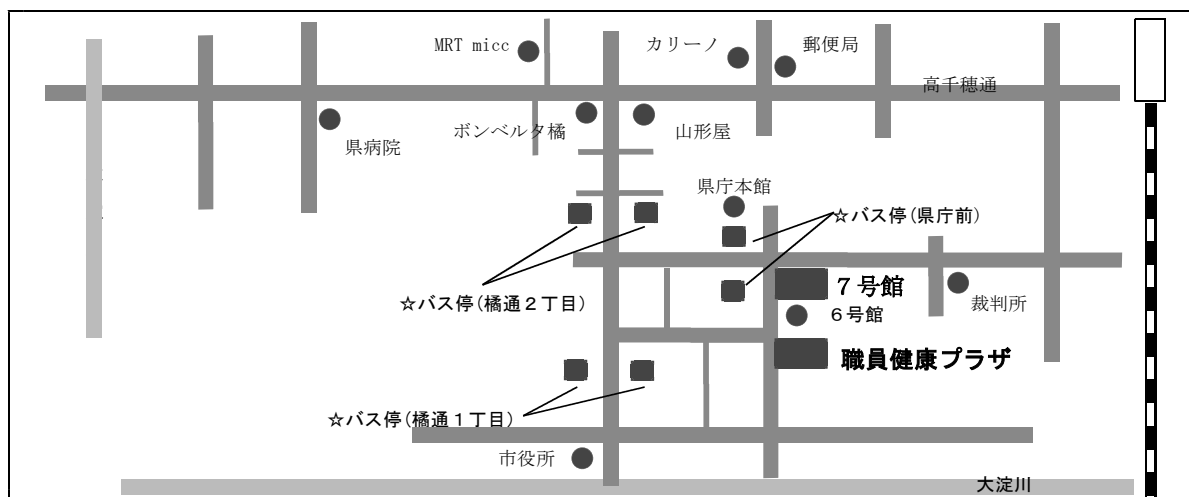 MRT micc
カリーノ
郵便局
高千穂通
ボンベルタ橘
山形屋
県病院
県庁本館
☆バス停(県庁前)
☆バス停(橘通２丁目)
７号館
６号館
裁判所
職員健康プラザ
☆バス停(橘通１丁目)
市役所
大淀川